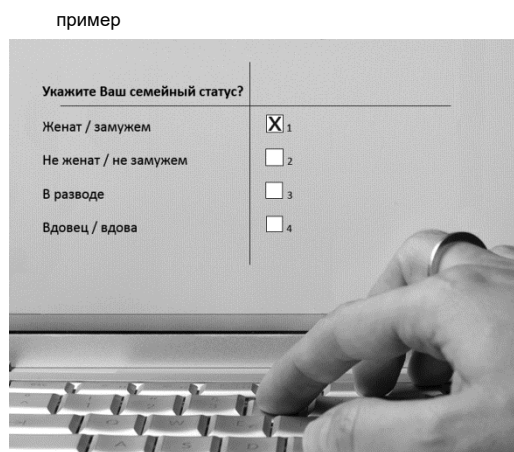 пример
Укажите Ваш семейный статус?
Женат / замужем X 1
Не женат / не замужем 2
В разводе 3
Вдовец / вдова 4